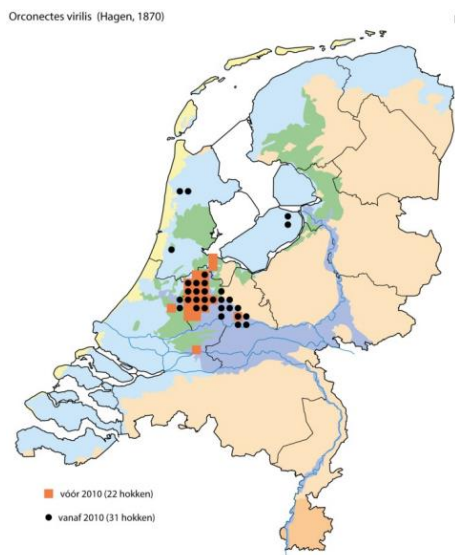 Orconectes virilis (Hagen, 1870)
vóór 2010 (22 hokken)
vanaf 2010 (31 hokken)